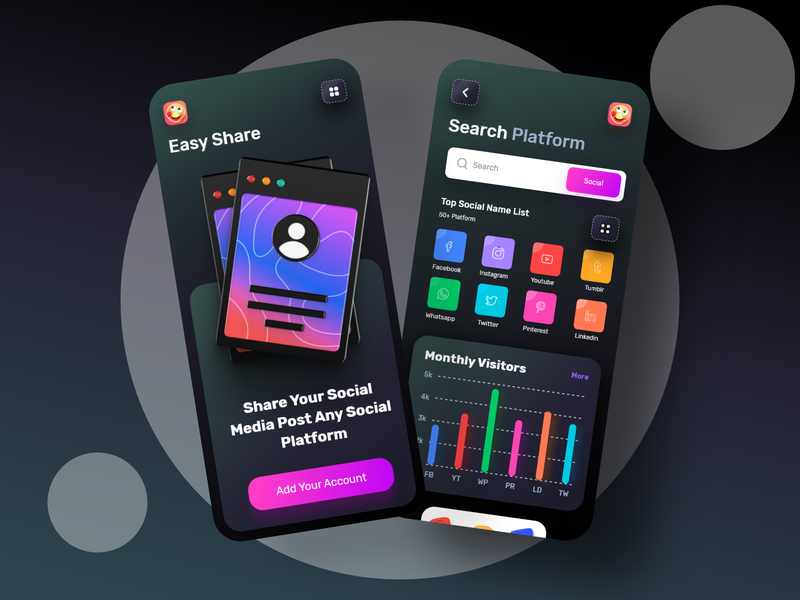 Easy Share
Share Your Social
Media Post Any Social
Platform
Add Your Account
Search Platform
Search
Social
Top Social Name List
50+ Platform
Facebook
Instagram
Youtube
Tumblr
Whatsapp
Twitter
Pinterest
Linkedin
Monthly Visitors
More
5k
4k
3k
FB
YT
WP
PR
LD
TW